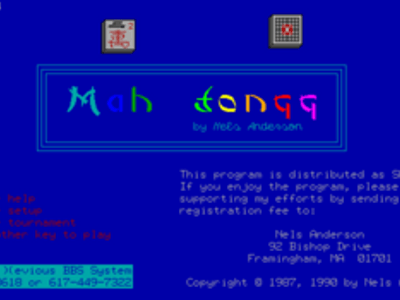 Mah Jongg
by Nels Anderson
This program is distributed as S
If you enjoy the program, please
supporting my efforts by sending
registration fee to:
help
setup
tournament
ther key to play
Nels Anderson
92 Bishop Drive
Framingham, MA 01701
)(evious BBS System
0618 or 617-449-7322
Copyright © 1987, 1990 by Nels